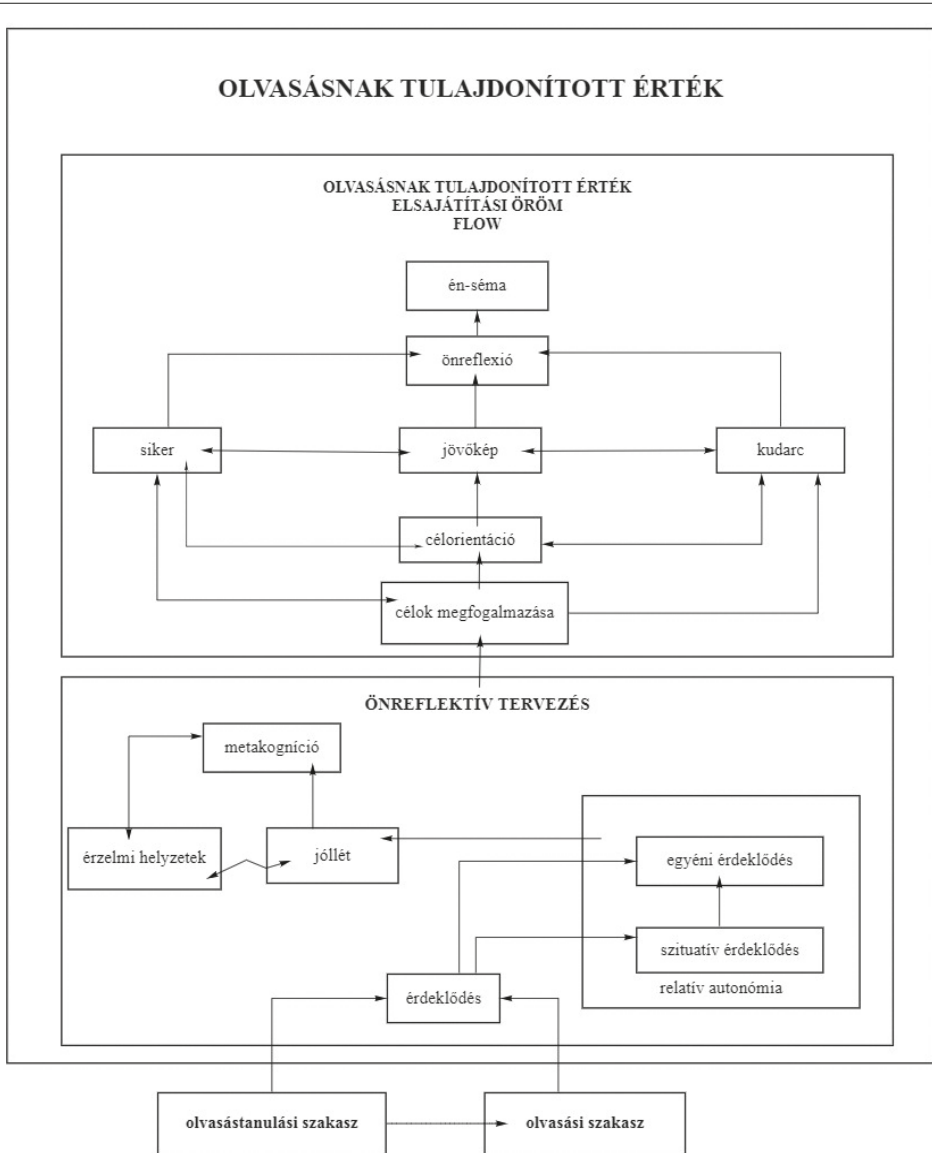 OLVASÁSNAK TULAJDONÍTOTT ÉRTÉK
OLVASÁSNAK TULAJDONÍTOTT ÉRTÉK
ELSAJÁTÍTÁSI ÖRÖM
FLOW
én-séma
önreflexió
siker
jövőkép
kudarc
célorientáció
célok megfogalmazása
ÖNREFLEKTÍV TERVEZÉS
metakogníció
érzelmi helyzetek
jóllét
egyéni érdeklődés
szituatív érdeklődés
relatív autonómia
érdeklődés
olvasástanulási szakasz
olvasási szakasz